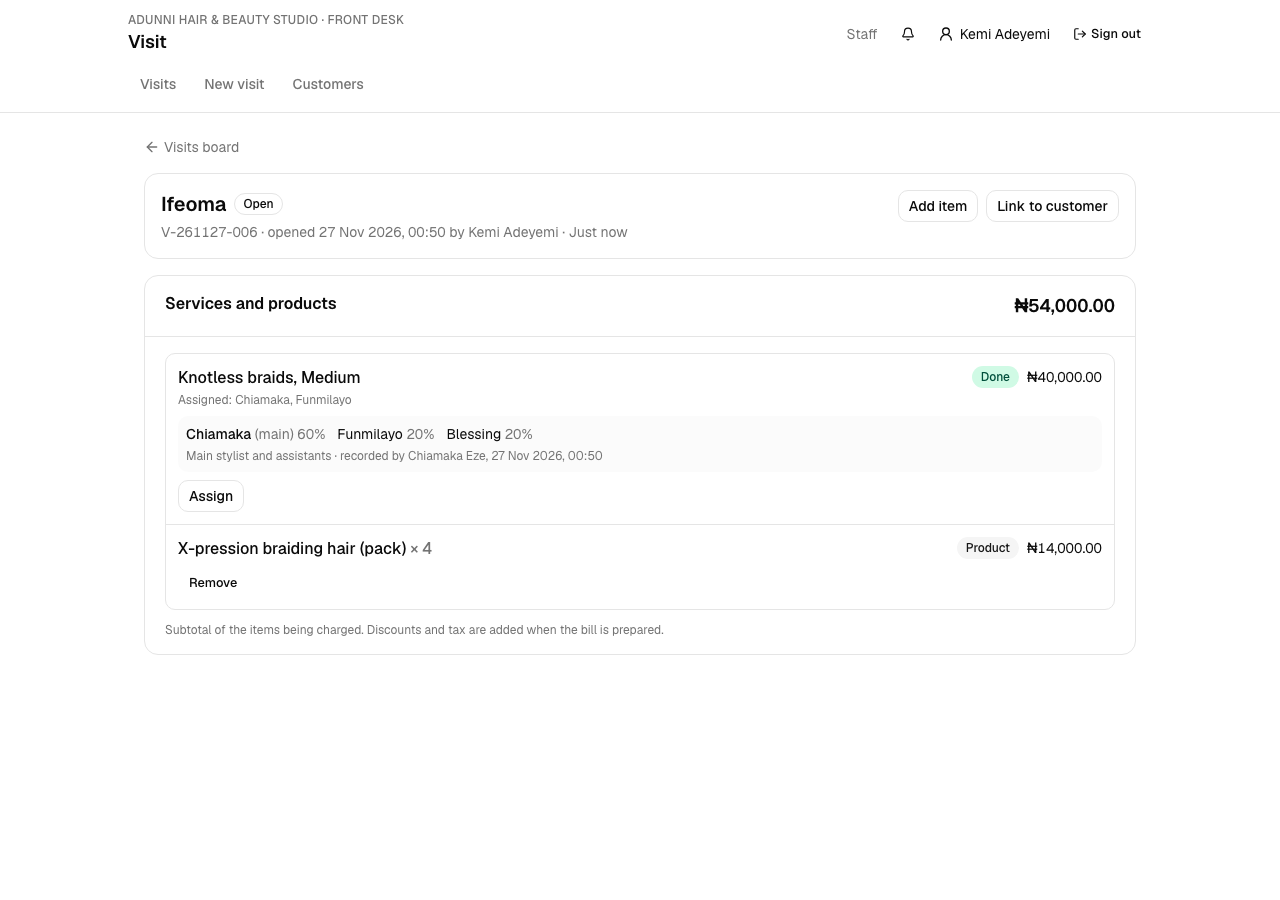 ADUNNI HAIR & BEAUTY STUDIO · FRONT DESK
Visit
Staff
Kemi Adeyemi
Sign out
Visits
New visit
Customers
Visits board
Ifeoma
Open
Add item
Link to customer
V-261127-006 · opened 27 Nov 2026, 00:50 by Kemi Adeyemi · Just now
Services and products
₦54,000.00
Knotless braids, Medium
Done
₦40,000.00
Assigned: Chiamaka, Funmilayo
Chiamaka (main) 60% Funmilayo 20% Blessing 20%
Main stylist and assistants · recorded by Chiamaka Eze, 27 Nov 2026, 00:50
Assign
X-pression braiding hair (pack) × 4
Product
₦14,000.00
Remove
Subtotal of the items being charged. Discounts and tax are added when the bill is prepared.